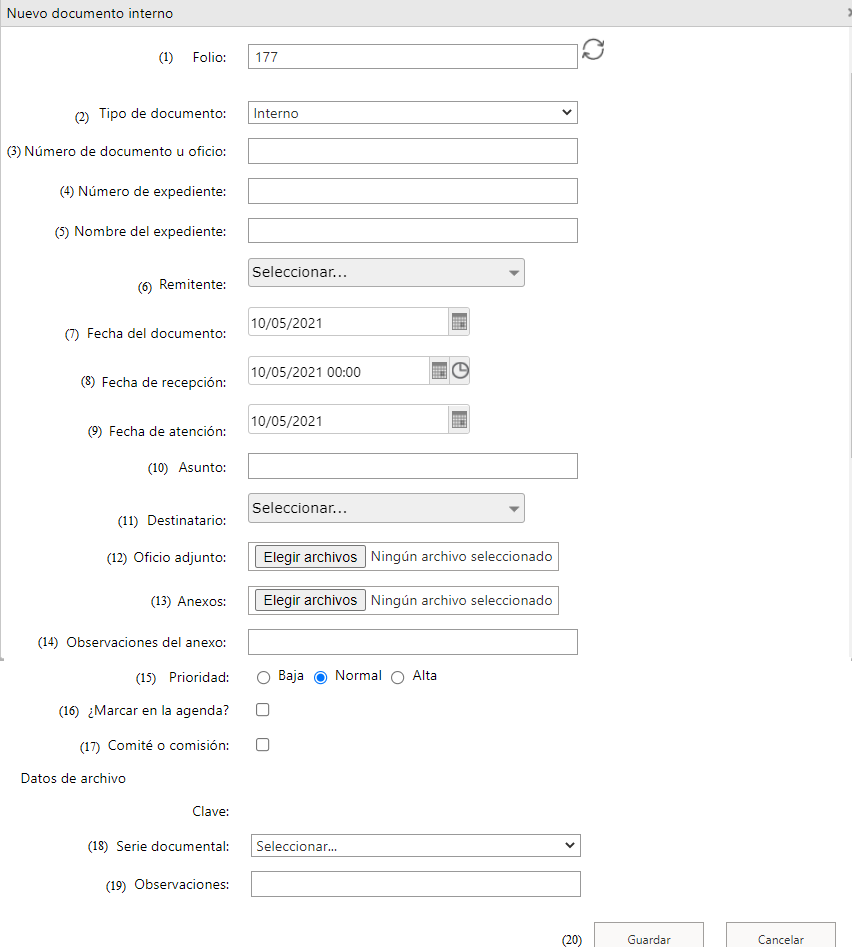 Nuevo documento interno
(1) Folio: 177
(2) Tipo de documento: Interno
(3) Número de documento u oficio:
(4) Número de expediente:
(5) Nombre del expediente:
(6) Remitente: Seleccionar...
(7) Fecha del documento: 10/05/2021
(8) Fecha de recepción: 10/05/2021 00:00
(9) Fecha de atención: 10/05/2021
(10) Asunto:
(11) Destinatario: Seleccionar...
(12) Oficio adjunto: Elegir archivos Ningún archivo seleccionado
(13) Anexos: Elegir archivos Ningún archivo seleccionado
(14) Observaciones del anexo:
(15) Prioridad: Baja Normal Alta
(16) ¿Marcar en la agenda?
(17) Comité o comisión:
Datos de archivo
Clave:
(18) Serie documental: Seleccionar...
(19) Observaciones:
(20) Guardar Cancelar